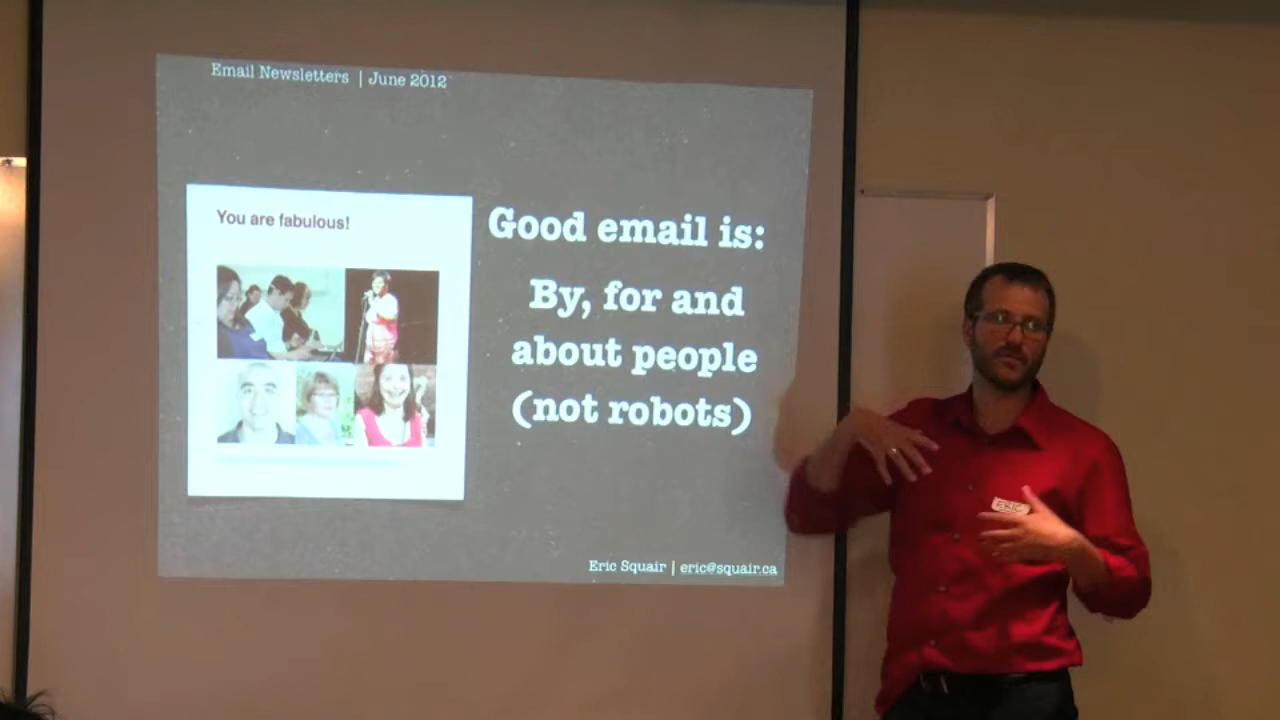 Email Newsletters | June 2012
You are fabulous!
Good email is:
By, for and
about people
(not robots)
Eric Squair | eric@squair.ca
ERIC